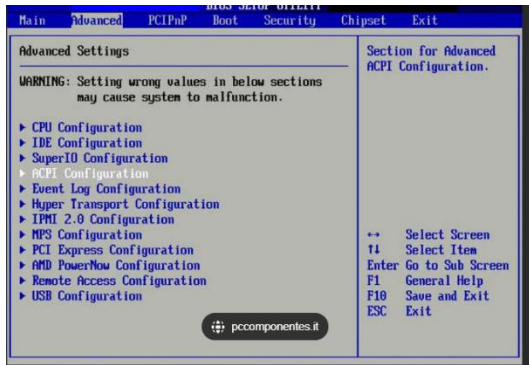 BIOS SETUP UTILITY
Main Advanced PCIPnP Boot Security Chipset Exit
Advanced Settings
WARNING: Setting wrong values in below sections
may cause system to malfunction.
► CPU Configuration
► IDE Configuration
► SuperIO Configuration
► ACPI Configuration
► Event Log Configuration
► Hyper Transport Configuration
► IPMI 2.0 Configuration
► MPS Configuration
► PCI Express Configuration
► AMD PowerNow Configuration
► Remote Access Configuration
► USB Configuration
Section for Advanced
ACPI Configuration.
↔ Select Screen
↑↓ Select Item
Enter Go to Sub Screen
F1 General Help
F10 Save and Exit
ESC Exit
pccomponentes.it